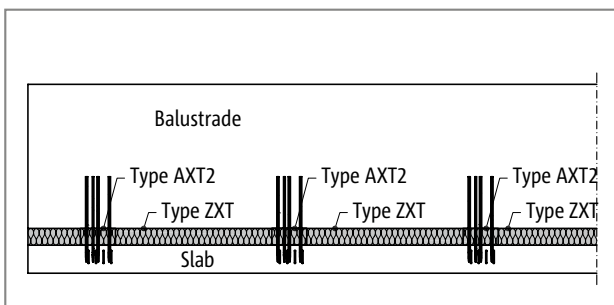 Balustrade
Type AXT2 Type AXT2 Type AXT2
Type ZXT Type ZXT Type ZXT
Slab